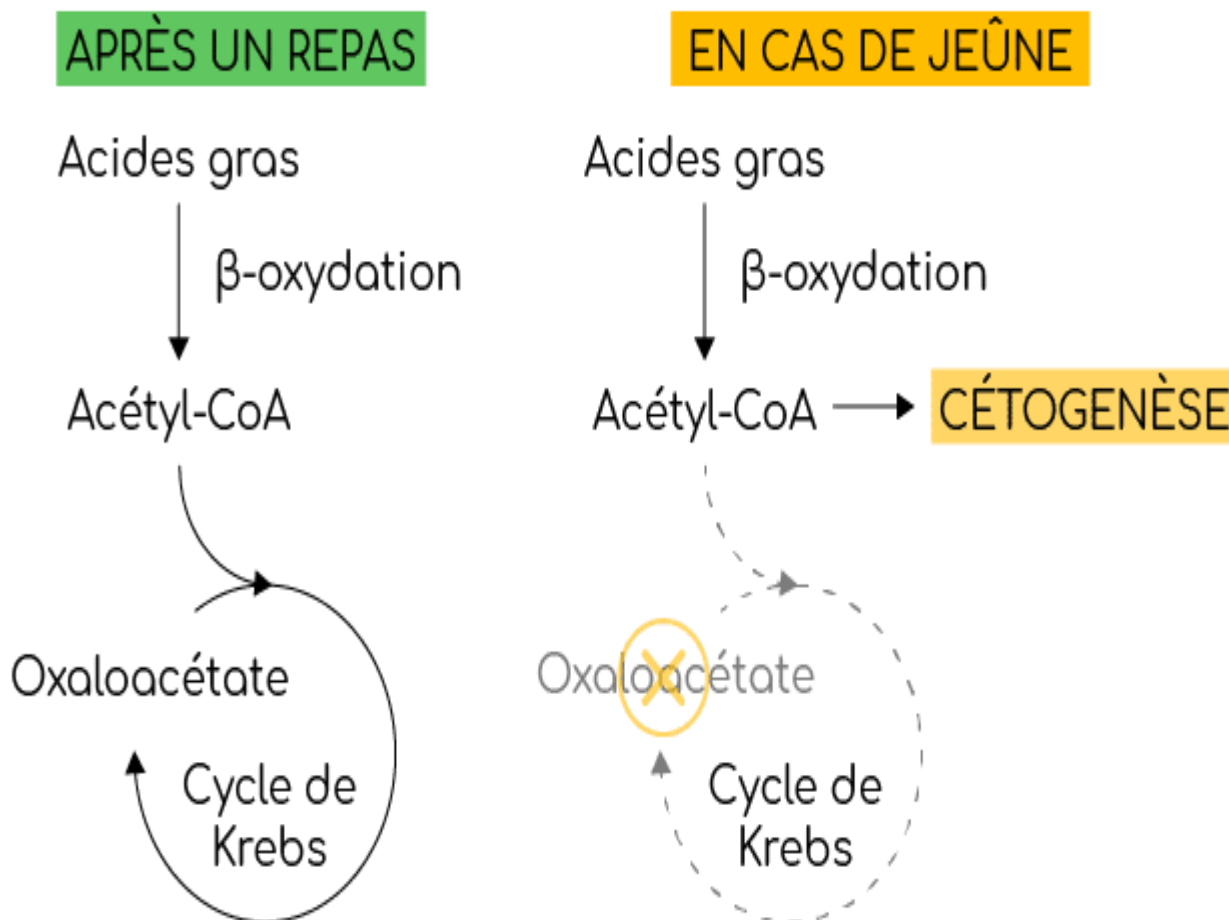 APRÈS UN REPAS
Acides gras
β-oxydation
Acétyl-CoA
Oxaloacétate
Cycle de
Krebs
EN CAS DE JEÛNE
Acides gras
β-oxydation
Acétyl-CoA
CÉTOGENÈSE
Oxaloacétate
Cycle de
Krebs